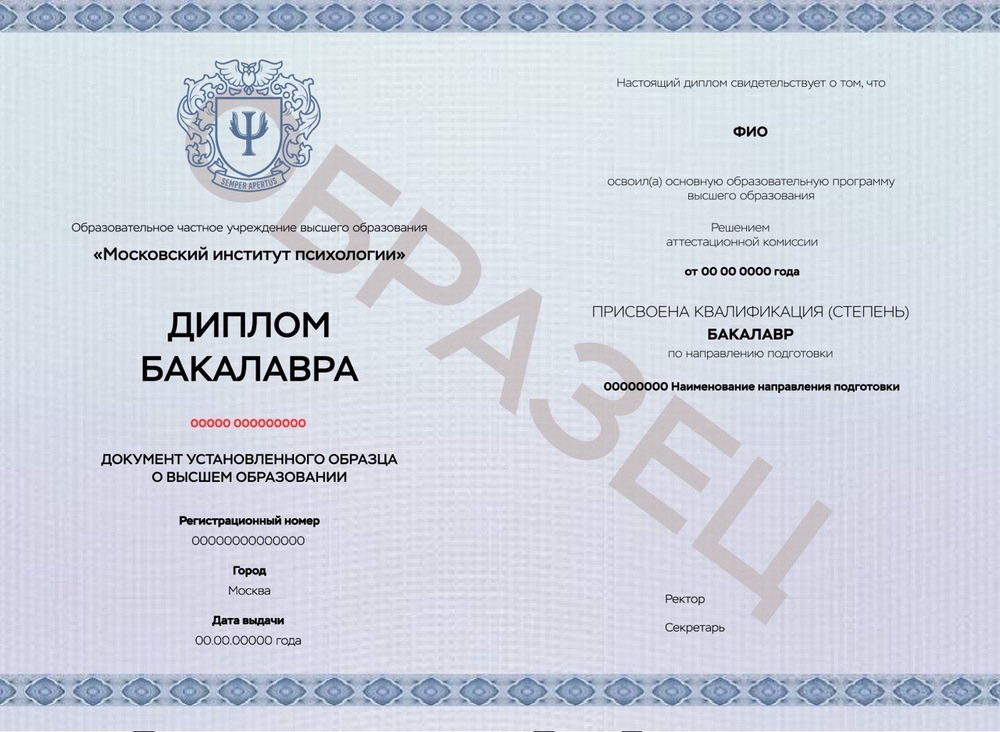 SEMPER APERTUS
Образовательное частное учреждение высшего образования
«Московский институт психологии»
ДИПЛОМ
БАКАЛАВРА
00000 000000000
ДОКУМЕНТ УСТАНОВЛЕННОГО ОБРАЗЦА
О ВЫСШЕМ ОБРАЗОВАНИИ
Регистрационный номер
00000000000000
Город
Москва
Дата выдачи
00.00.00000 года
Настоящий диплом свидетельствует о том, что
ФИО
освоил(а) основную образовательную программу
высшего образования
Решением
аттестационной комиссии
от 00 00 0000 года
ПРИСВОЕНА КВАЛИФИКАЦИЯ (СТЕПЕНЬ)
БАКАЛАВР
по направлению подготовки
00000000 Наименование направления подготовки
Ректор
Секретарь
ОБРАЗЕЦ